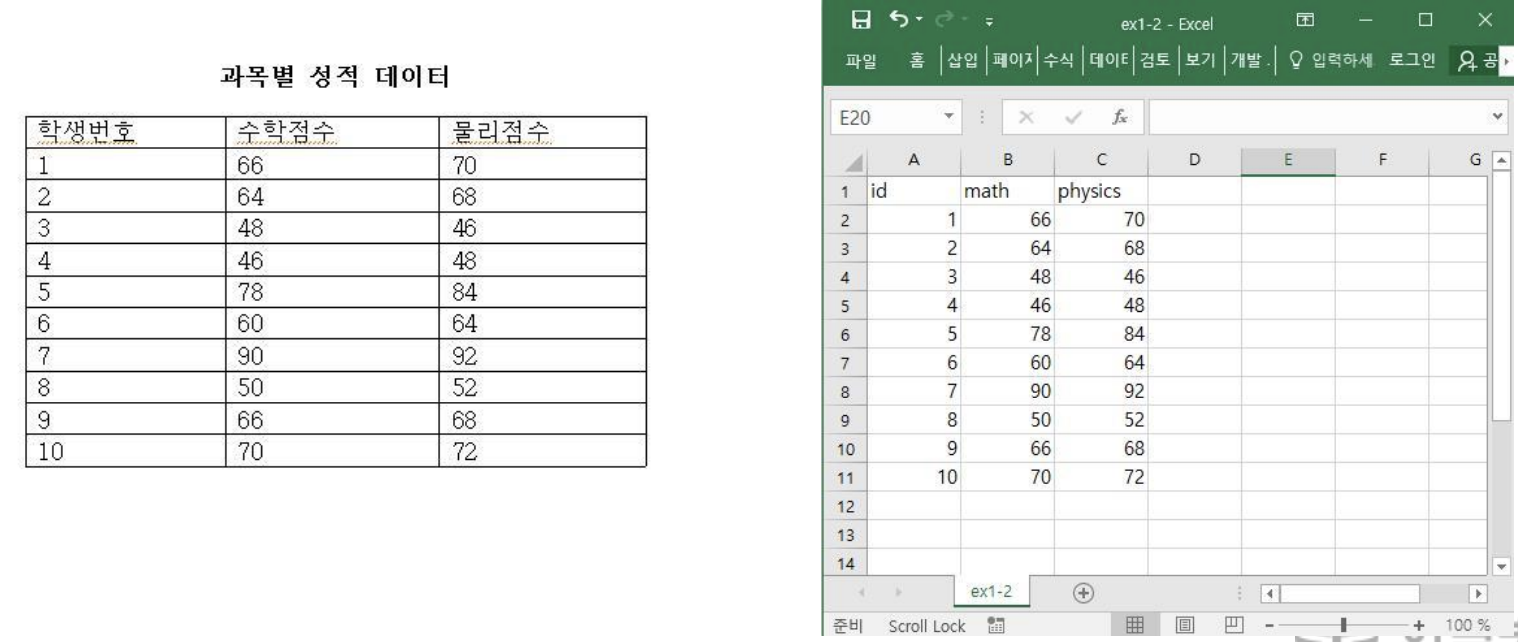 과목별 성적 데이터
학생번호 수학점수 물리점수
1 66 70
2 64 68
3 48 46
4 46 48
5 78 84
6 60 64
7 90 92
8 50 52
9 66 68
10 70 72
ex1-2 - Excel
파일 홈 삽입 페이지 수식 데이터 검토 보기 개발 입력하세 로그인 공
E20 fx
A B C D E F G
1 id math physics
2 1 66 70
3 2 64 68
4 3 48 46
5 4 46 48
6 5 78 84
7 6 60 64
8 7 90 92
9 8 50 52
10 9 66 68
11 10 70 72
12
13
14
ex1-2
준비 Scroll Lock 100 %